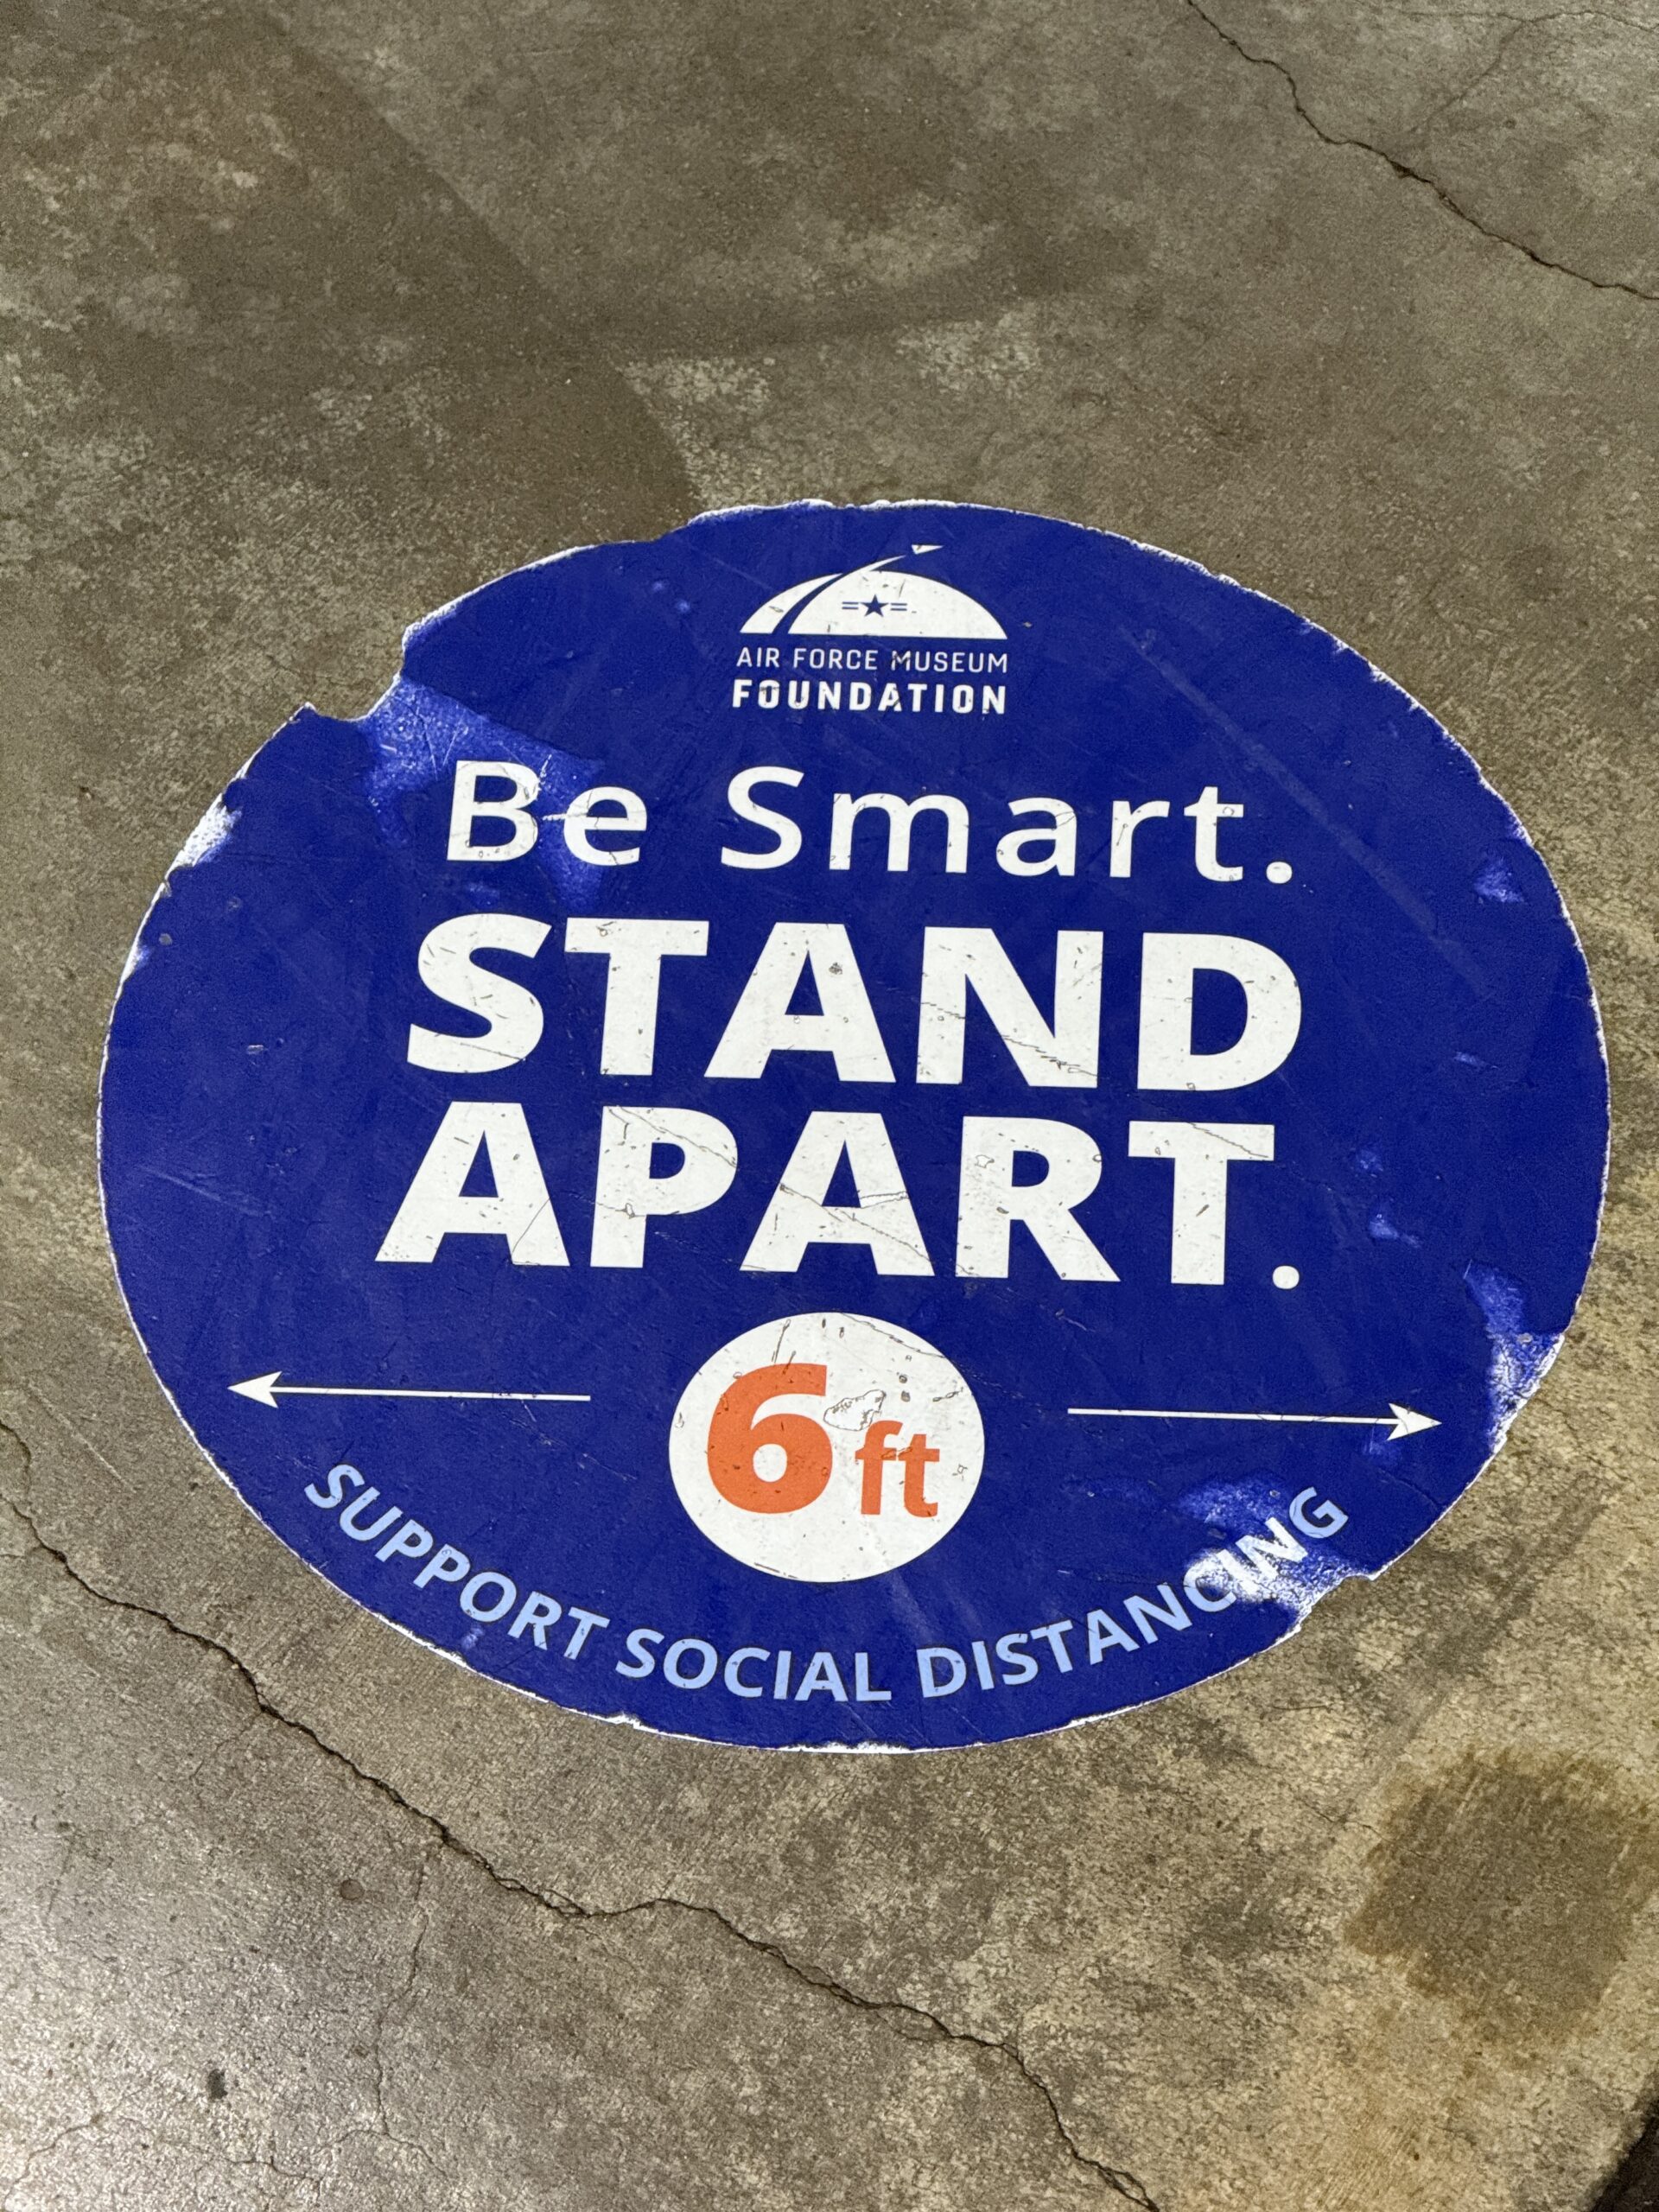 AIR FORCE MUSEUM
FOUNDATION
Be Smart.
STAND
APART.
6ft
SUPPORT SOCIAL DISTANCING